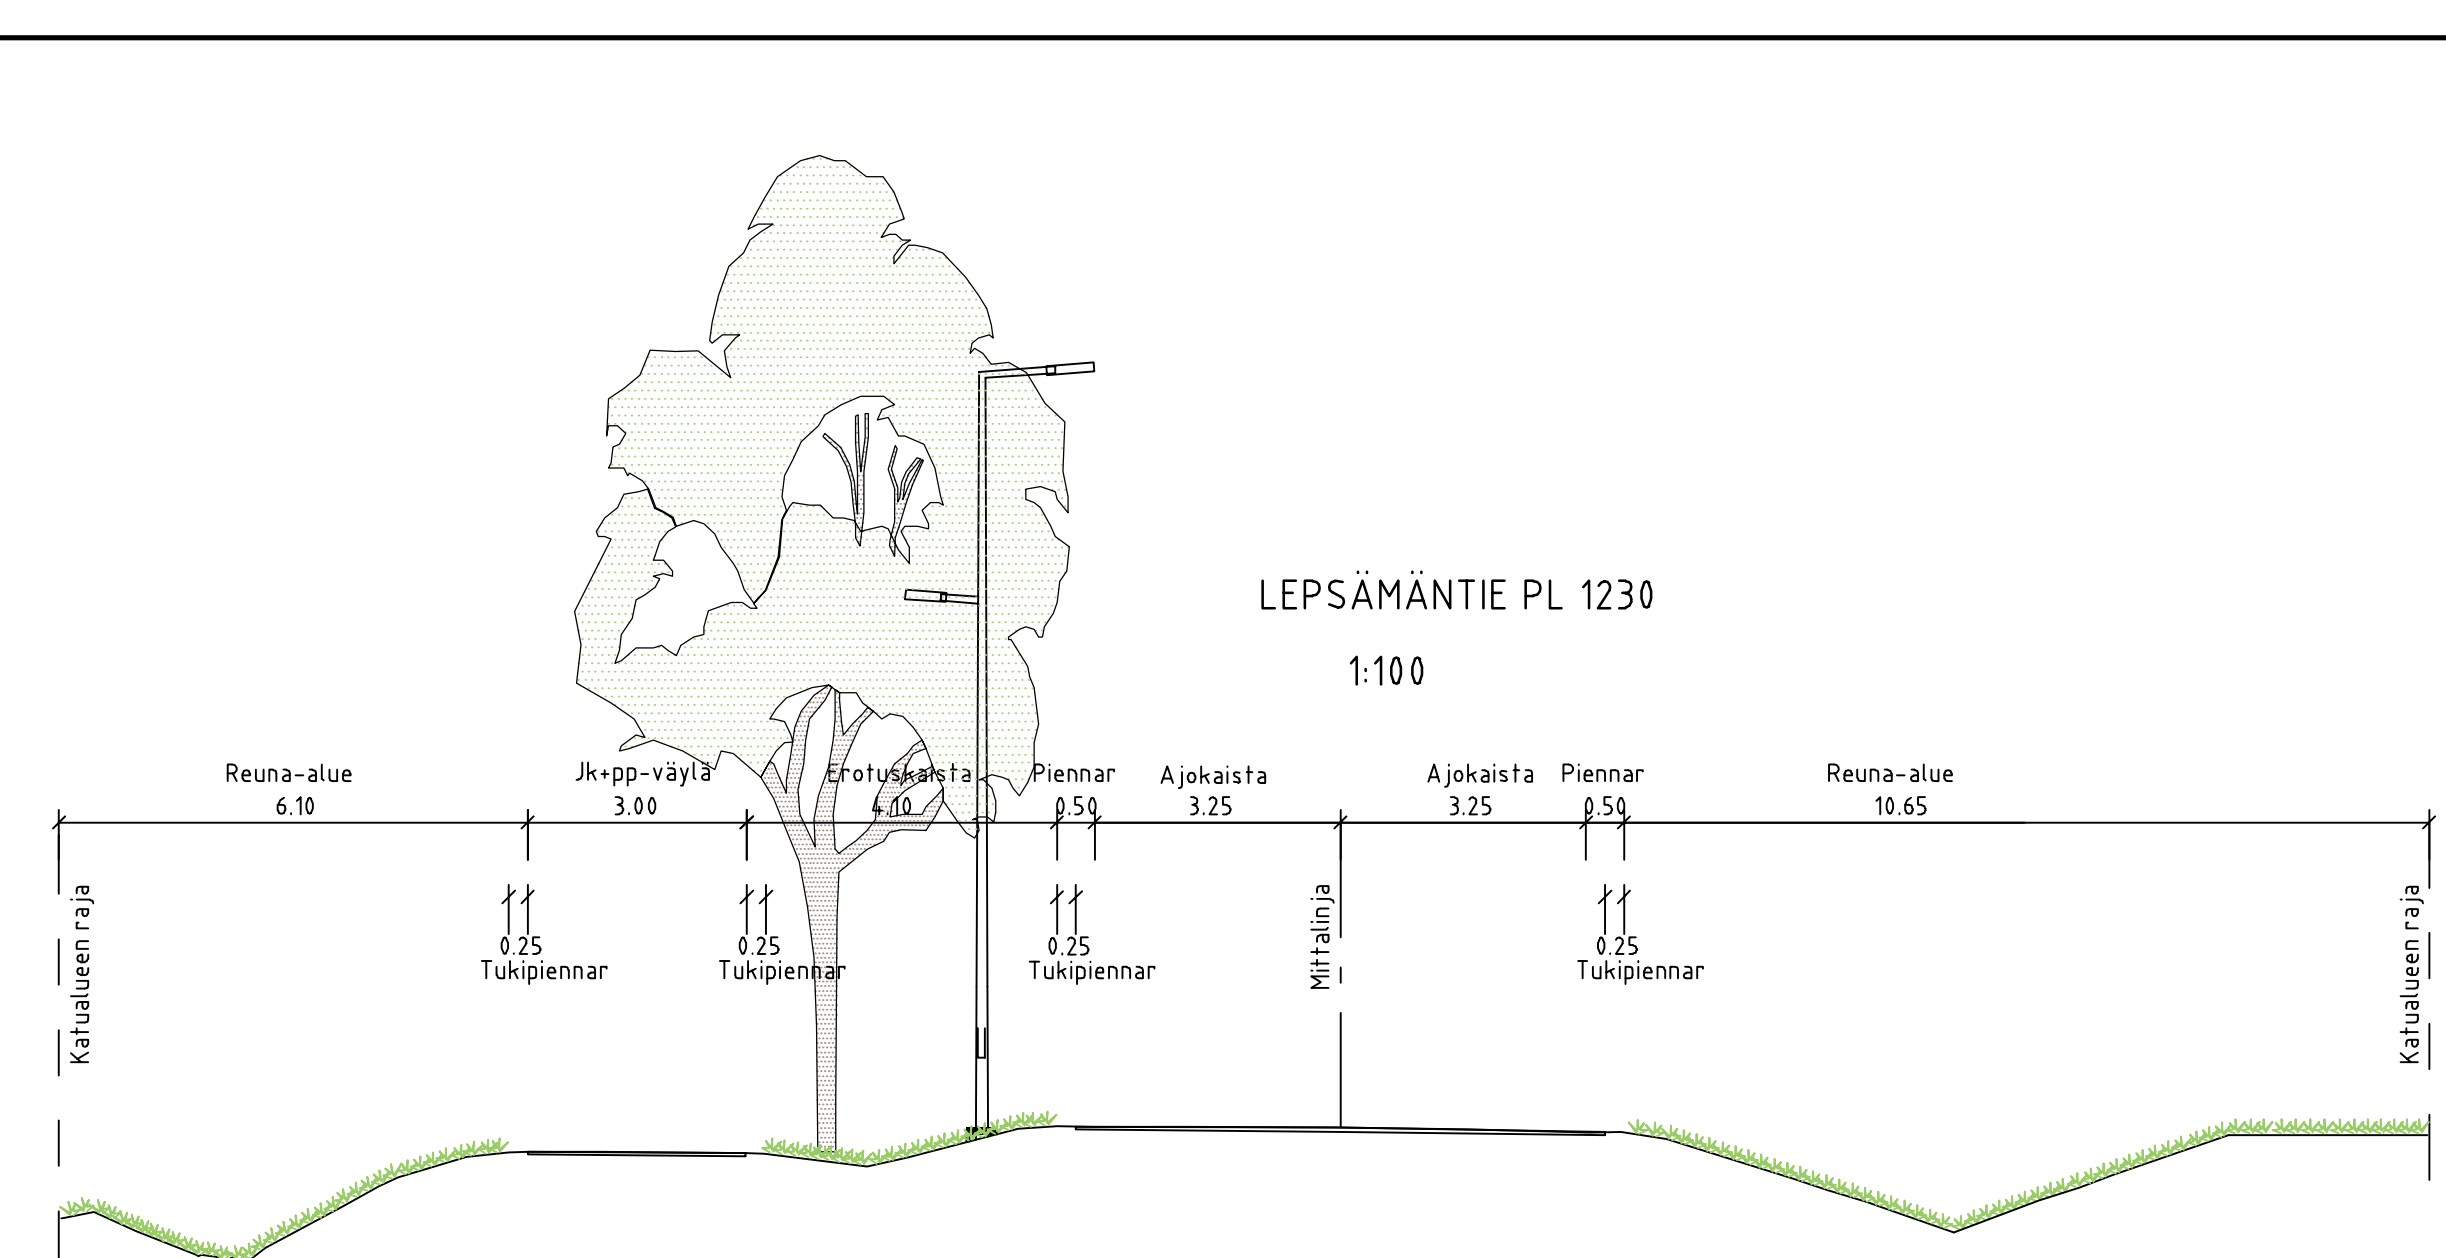 LEPSÄMÄNTIE PL 1230
1:100
Reuna-alue Jk+pp-väylä Erotuskaista Piennar Ajokaista Ajokaista Piennar Reuna-alue
6.10 3.00 4.10 0.50 3.25 3.25 0.50 10.65
Katualueen raja
Mittalinja
Katualueen raja
0.25 0.25 0.25 0.25
Tukipiennar Tukipiennar Tukipiennar Tukipiennar